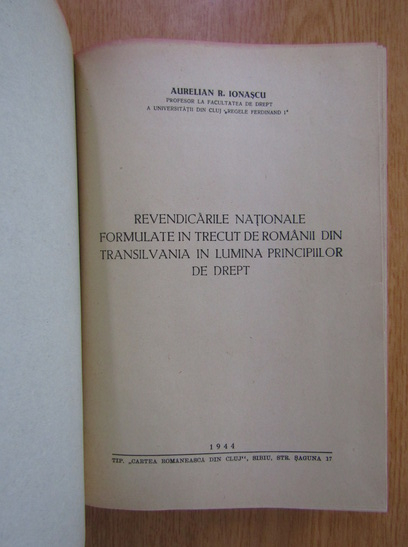 AURELIAN R. IONAȘCU
PROFESOR LA FACULTATEA DE DREPT
A UNIVERSITĂȚII DIN CLUJ „REGELE FERDINAND I"
REVENDICĂRILE NAȚIONALE
FORMULATE IN TRECUT DE ROMÂNII DIN
TRANSILVANIA IN LUMINA PRINCIPIILOR
DE DREPT
1944
TIP. „CARTEA ROMANEASCA DIN CLUJ", SIBIU, STR. ȘAGUNA 17